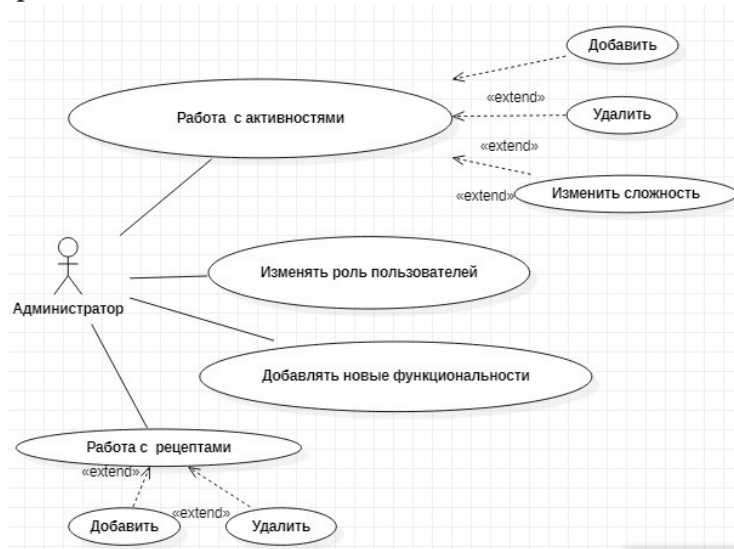 Добавить
«extend»
Работа с активностями
Удалить
«extend»
«extend»
Изменить сложность
Изменять роль пользователей
Администратор
Добавлять новые функциональности
Работа с рецептами
«extend»
«extend»
Добавить
Удалить